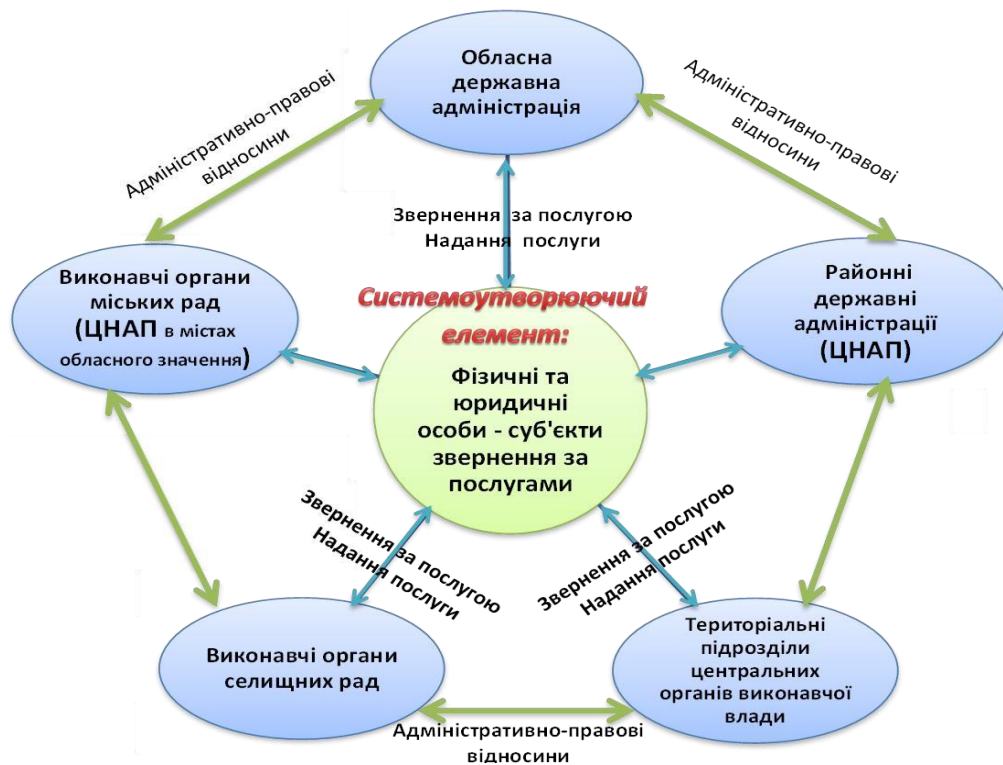 Обласна
державна
адміністрація
Адміністративно-правові
відносини
Адміністративно-правові
відносини
Звернення за послугою
Надання послуги
Виконавчі органи
міських рад
(ЦНАП в містах
обласного значення)
Районні
державні
адміністрації
(ЦНАП)
Системоутворюючий
елемент:
Фізичні та
юридичні
особи - суб'єкти
звернення за
послугами
Звернення за послугою
Надання послуги
Звернення за послугою
Надання послуги
Виконавчі органи
селищних рад
Територіальні
підрозділи
центральних
органів виконавчої
влади
Адміністративно-правові
відносини